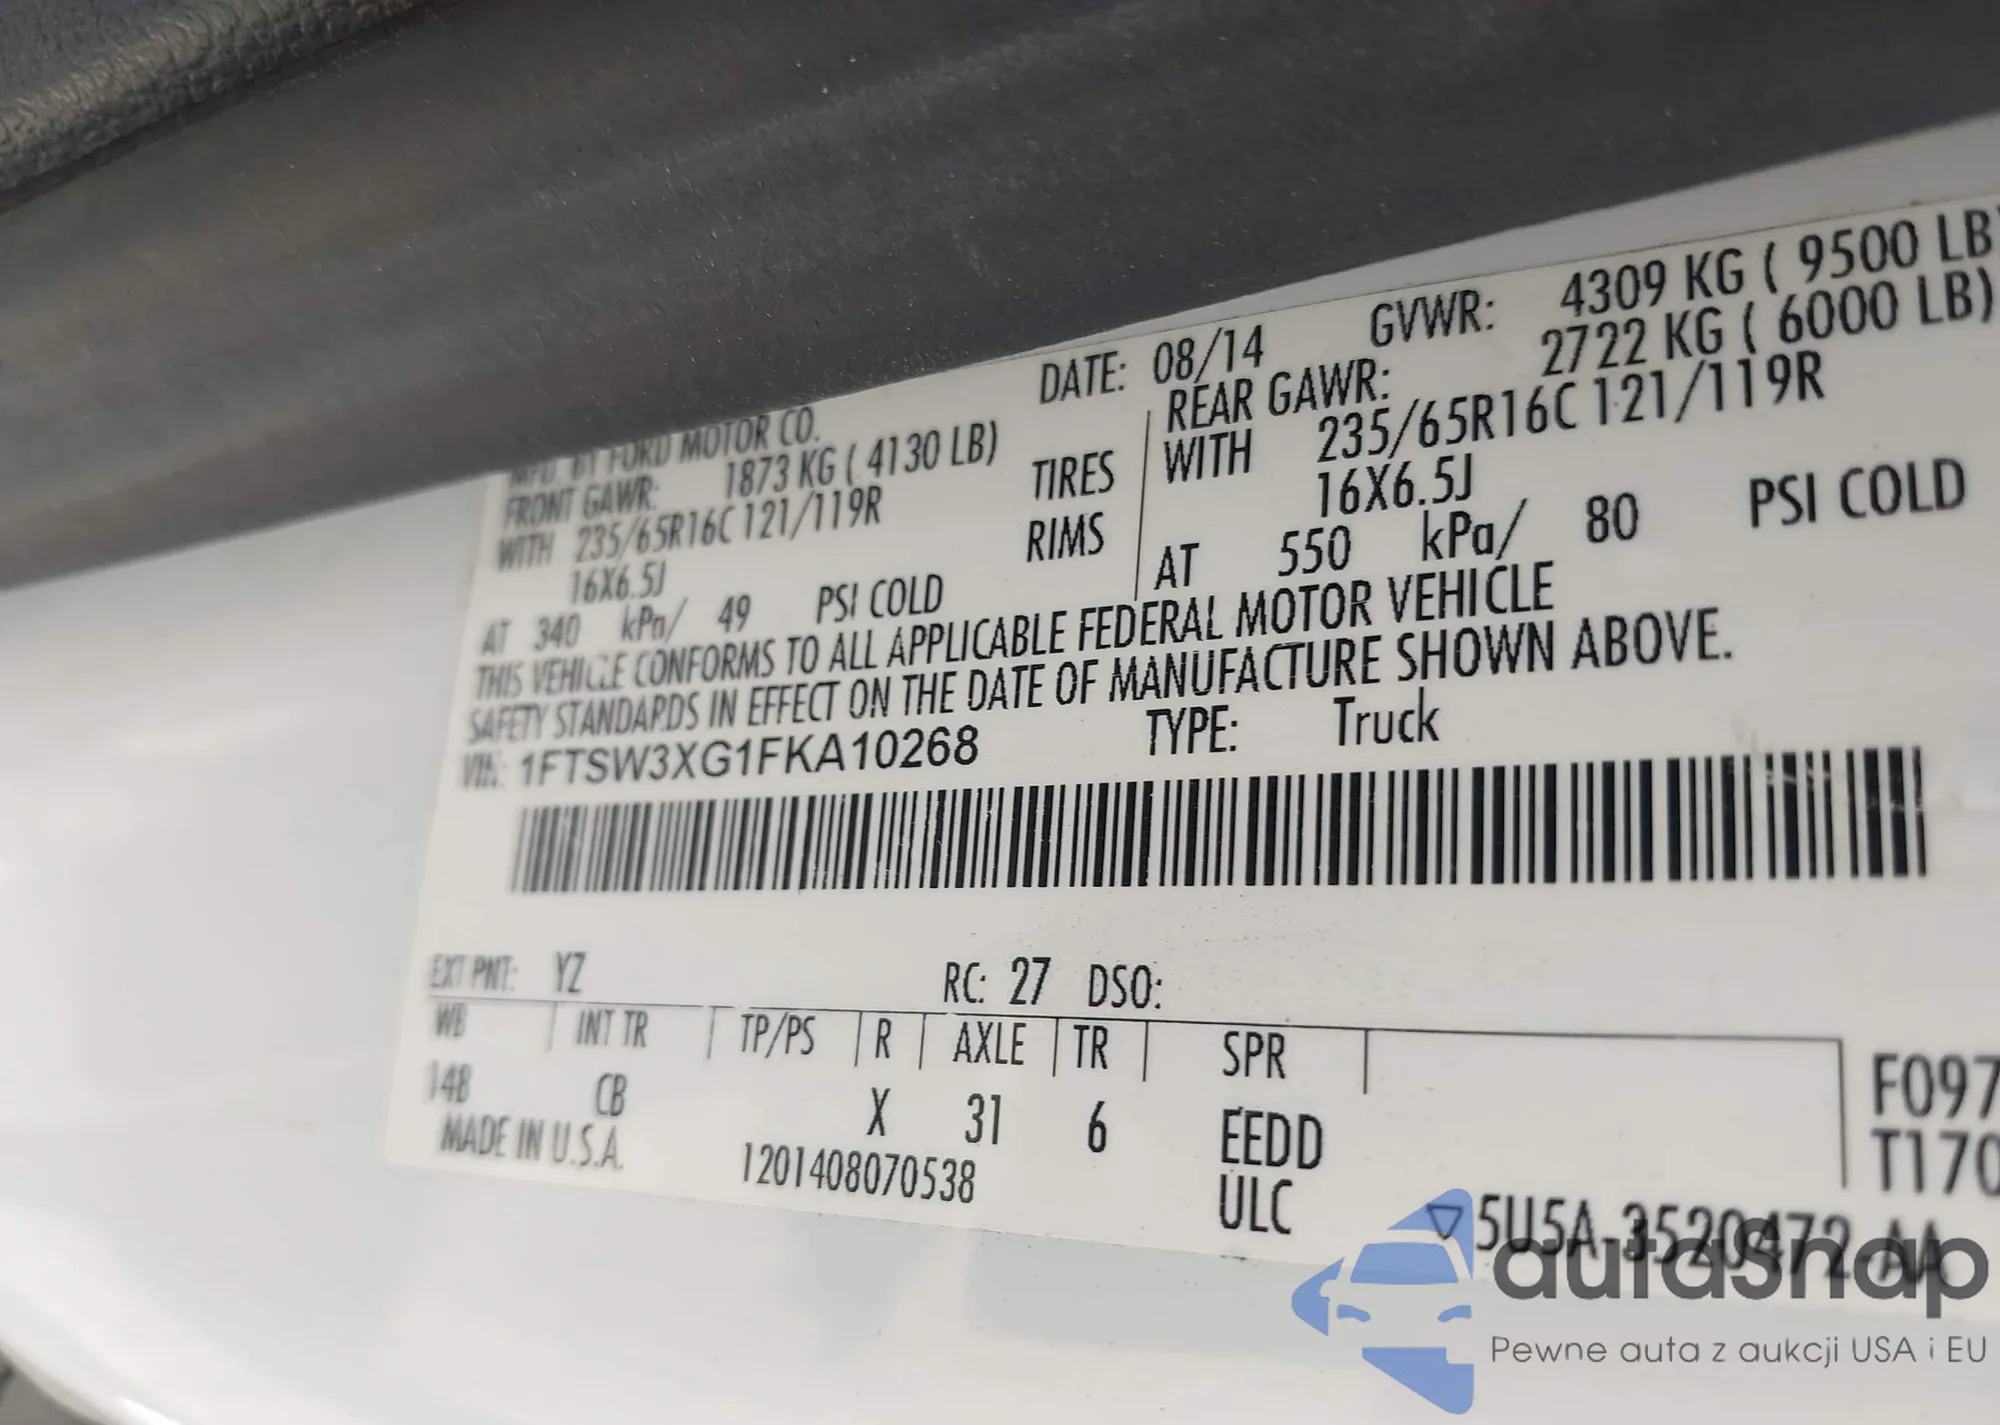 MFD. BY FORD MOTOR CO.
DATE: 08/14
GVWR: 4309 KG ( 9500 LB)
FRONT GAWR: 1873 KG ( 4130 LB)
REAR GAWR: 2722 KG ( 6000 LB)
WITH 235/65R16C 121/119R TIRES
WITH 235/65R16C 121/119R
16X6.5J RIMS
16X6.5J
AT 340 kPa/ 49 PSI COLD
AT 550 kPa/ 80 PSI COLD
THIS VEHICLE CONFORMS TO ALL APPLICABLE FEDERAL MOTOR VEHICLE
SAFETY STANDARDS IN EFFECT ON THE DATE OF MANUFACTURE SHOWN ABOVE.
VIN: 1FTSW3XG1FKA10268 TYPE: Truck
EXT PNT: YZ RC: 27 DSO:
WB INT TR TP/PS R AXLE TR SPR
148 CB X 31 6 EEDD
F097
T170
MADE IN U.S.A. 1201408070538 ULC
5U5A-3520472-AA
autaSnap
Pewne auta z aukcji USA i EU